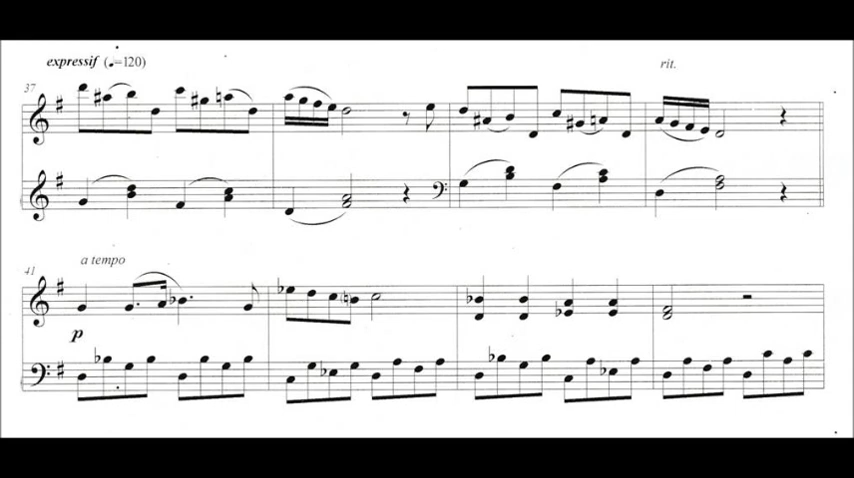 expressif (♩=120)
rit.
37
a tempo
41
p